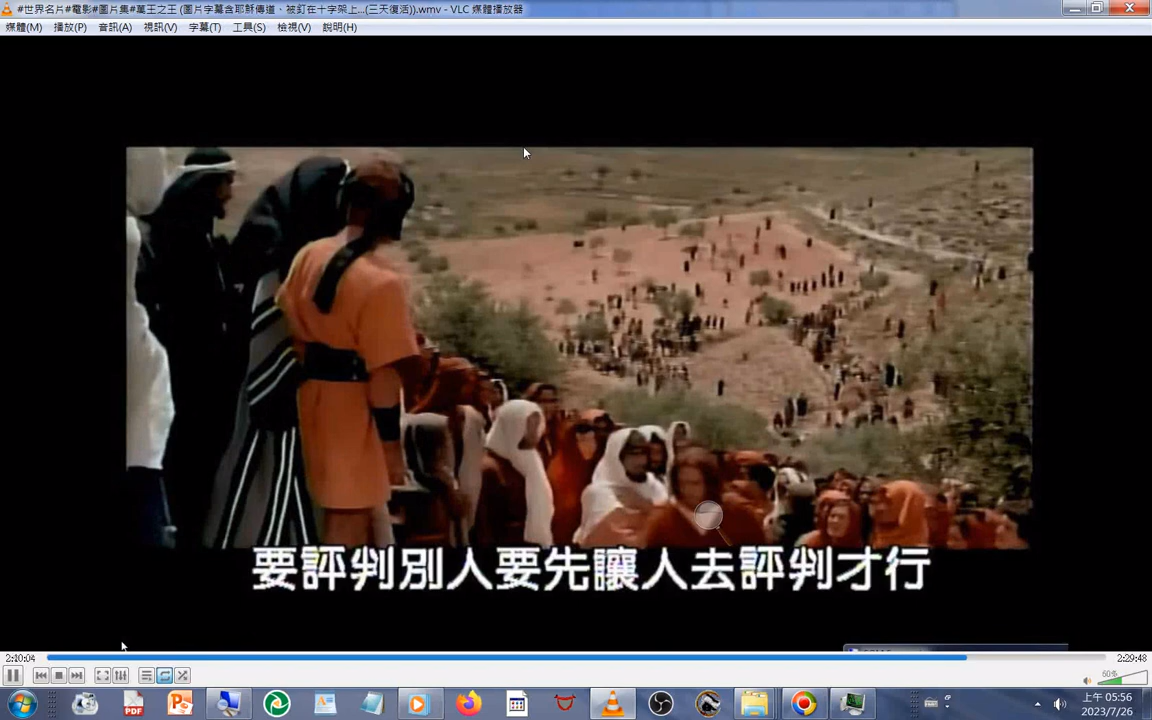 #世界名片#電影#圖片集#萬王之王 (圖片字幕含耶穌傳道、被釘在十字架上...(三天復活)).wmv - VLC 媒體播放器
媒體(M) 播放(P) 音訊(A) 視訊(V) 字幕(T) 工具(S) 檢視(V) 說明(H)
要評判別人要先讓人去評判才行
2:10:04
2:29:48
60%
PDF
上午 05:56
2023/7/26